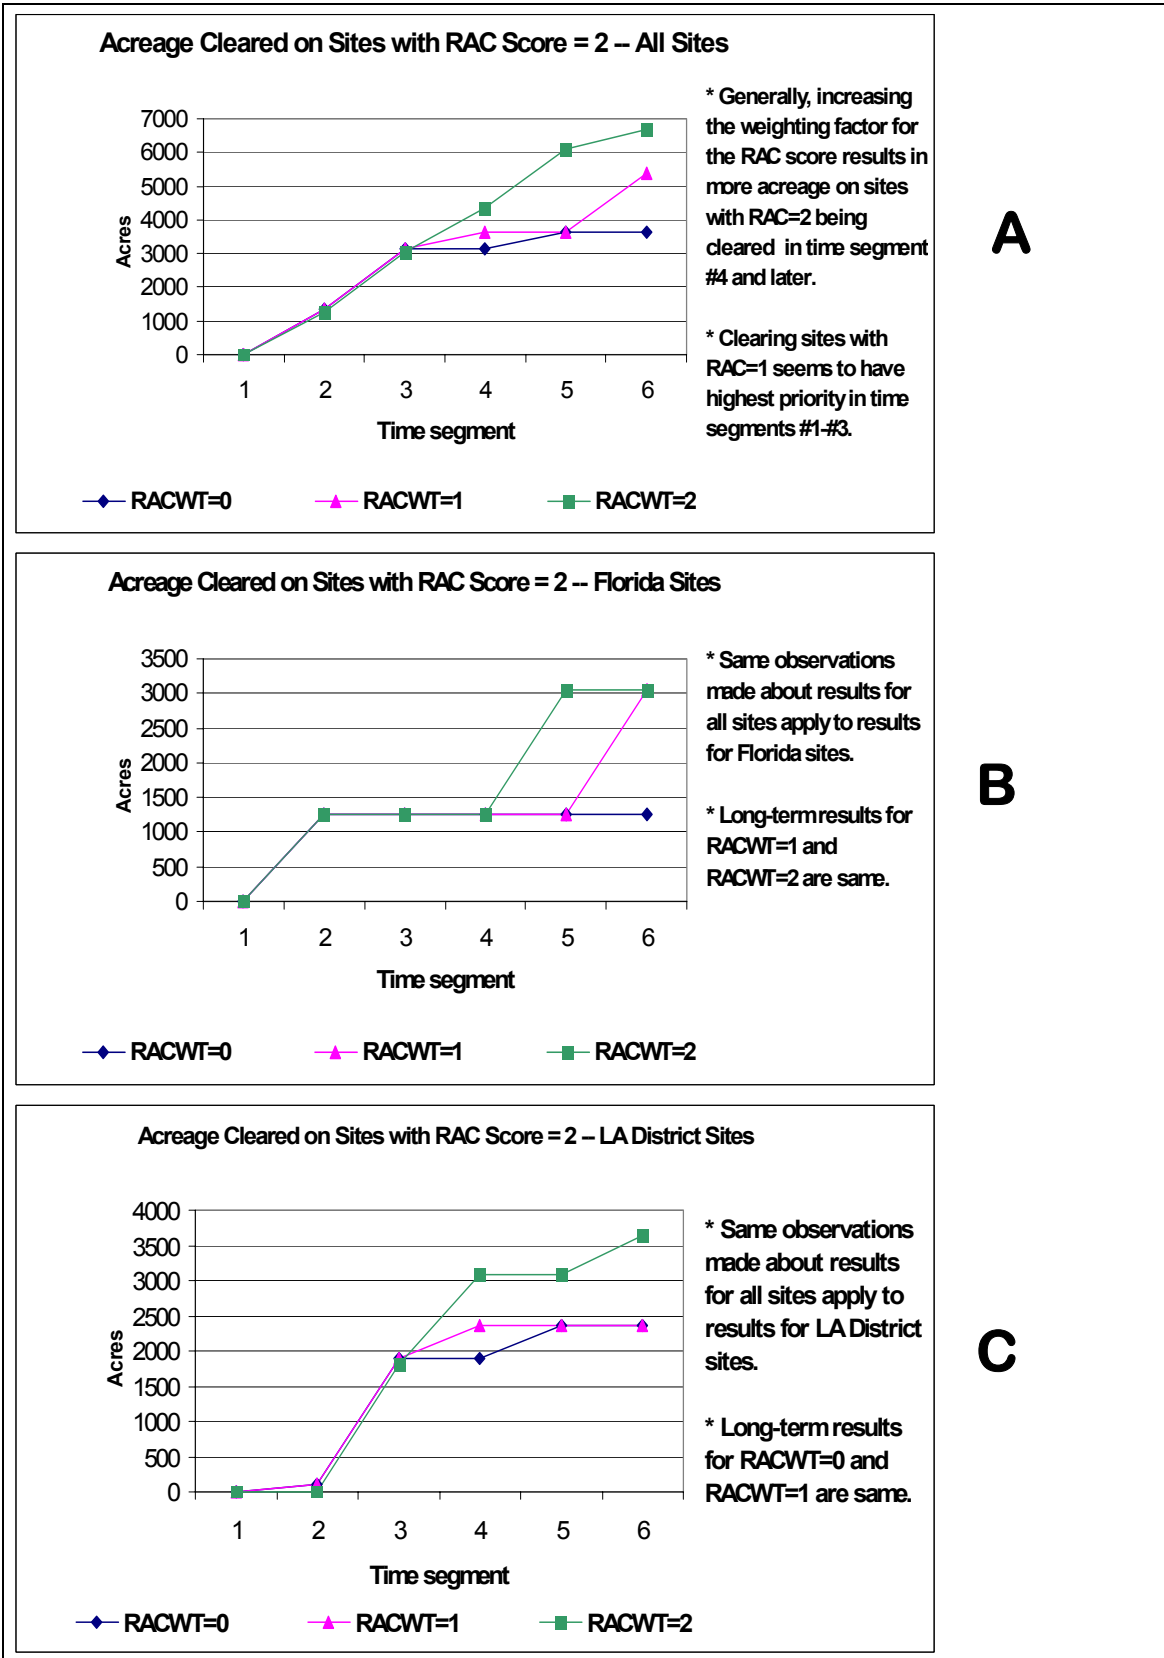 Acreage Cleared on Sites with RAC Score = 2 -- All Sites
7000
6000
5000
4000
3000
2000
1000
0
Acres
1 2 3 4 5 6
Time segment
* Generally, increasing
the weighting factor for
the RAC score results in
more acreage on sites
with RAC=2 being
cleared in time segment
#4 and later.
* Clearing sites with
RAC=1 seems to have
highest priority in time
segments #1-#3.
RACWT=0 RACWT=1 RACWT=2
A
Acreage Cleared on Sites with RAC Score = 2 -- Florida Sites
3500
3000
2500
2000
1500
1000
500
0
Acres
1 2 3 4 5 6
Time segment
* Same observations
made about results for
all sites apply to results
for Florida sites.
* Long-term results for
RACWT=1 and
RACWT=2 are same.
RACWT=0 RACWT=1 RACWT=2
B
Acreage Cleared on Sites with RAC Score = 2 -- LA District Sites
4000
3500
3000
2500
2000
1500
1000
500
0
Acres
1 2 3 4 5 6
Time segment
* Same observations
made about results
for all sites apply to
results for LA District
sites.
* Long-term results
for RACWT=0 and
RACWT=1 are same.
RACWT=0 RACWT=1 RACWT=2
C